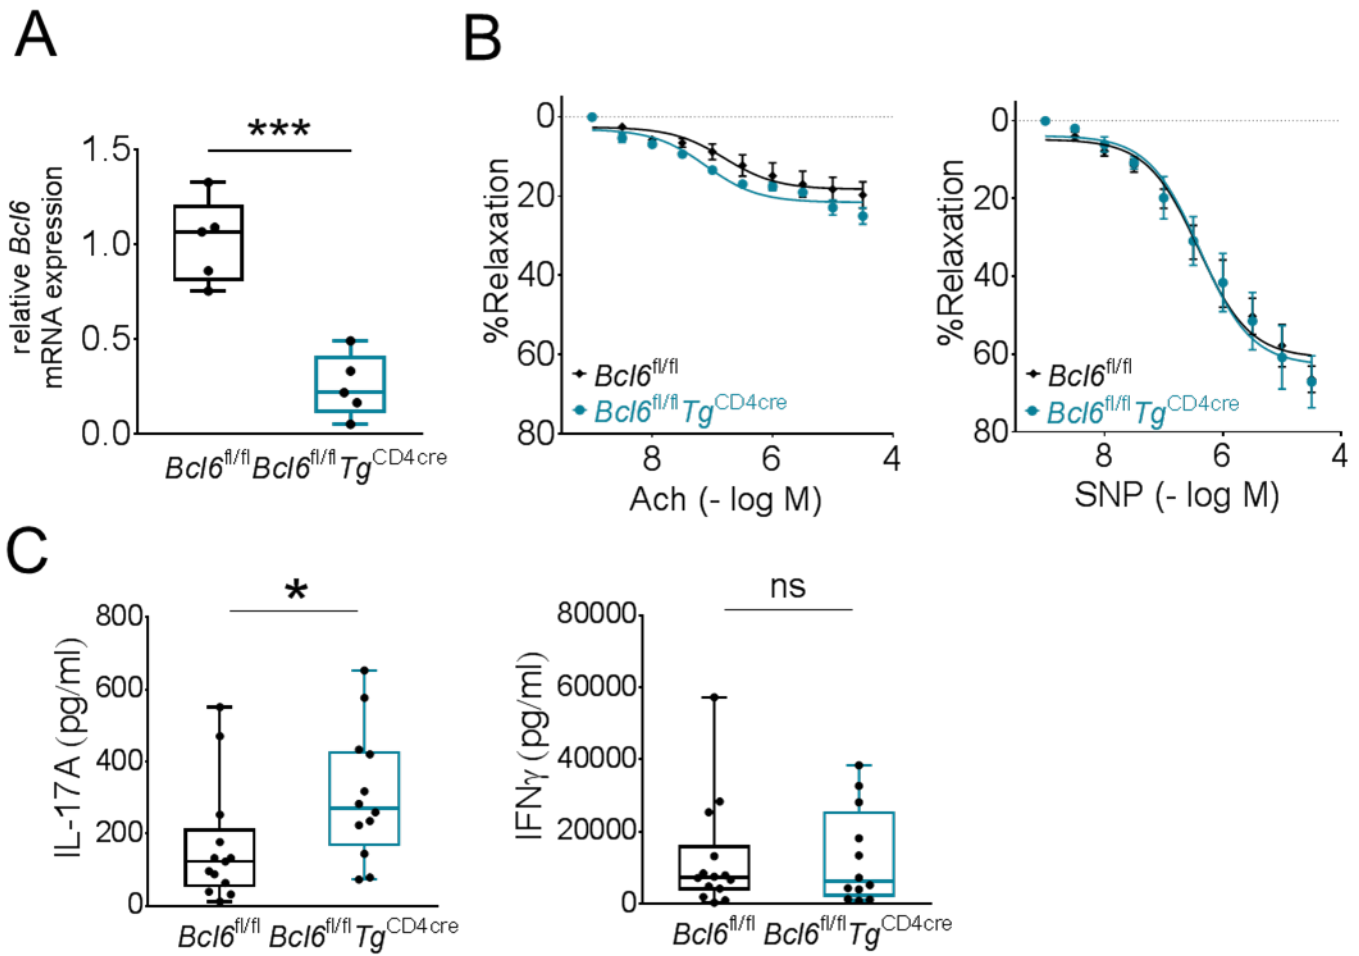 A
***
relative Bcl6
mRNA expression
1.5
1.0
0.5
0.0
Bcl6fl/fl Bcl6fl/fl TgCD4cre
B
%Relaxation
0
20
40
60
80
Bcl6fl/fl
Bcl6fl/fl TgCD4cre
8 6 4
Ach (- log M)
%Relaxation
0
20
40
60
80
Bcl6fl/fl
Bcl6fl/fl TgCD4cre
8 6 4
SNP (- log M)
C
*
IL-17A (pg/ml)
800
600
400
200
0
Bcl6fl/fl Bcl6fl/fl TgCD4cre
ns
IFNγ (pg/ml)
80000
60000
40000
20000
0
Bcl6fl/fl Bcl6fl/fl TgCD4cre